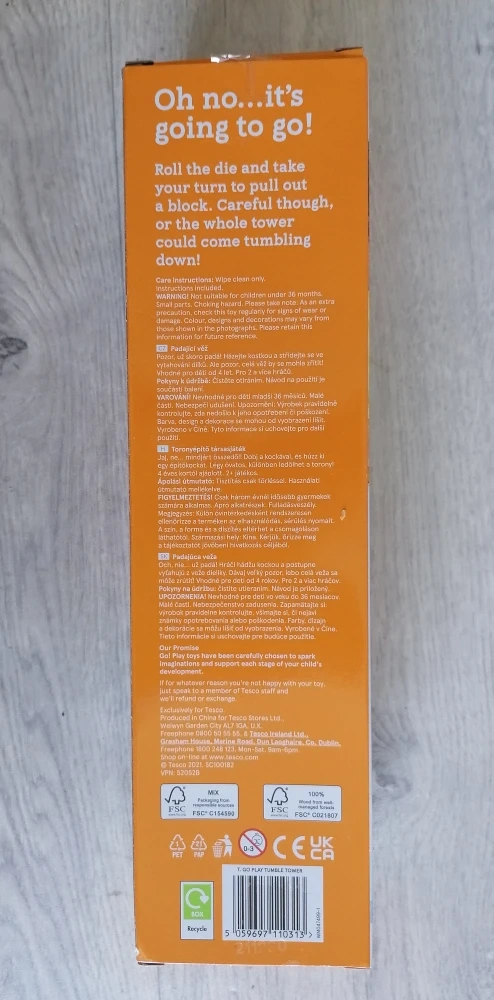 Oh no...it's
going to go!
Roll the die and take
your turn to pull out
a block. Careful though,
or the whole tower
could come tumbling
down!
Care instructions: Wipe clean only.
Instructions included.
WARNING! Not suitable for children under 36 months.
Small parts. Choking hazard. Please take note: As an extra
precaution, check this toy regularly for signs of wear or
damage. Colour, designs and decorations may vary from
those shown in the photographs. Please retain this
information for future reference.
CZ Padající věž
Pozor, už skoro padá! Házejte kostkou a střídejte se ve
vytahování dílků. Ale pozor, celá věž by se mohla zřítit!
Vhodné pro děti od 4 let. Pro 2 a více hráčů.
Pokyny k údržbě: Čistěte otíráním. Návod na použití je
součástí balení.
VAROVÁNÍ! Nevhodné pro děti mladší 36 měsíců. Malé
části. Nebezpečí udušení. Upozornění: Výrobek pravidelně
kontrolujte, zda nedošlo k jeho opotřebení či poškození.
Barva, design a dekorace se mohou od vyobrazení lišit.
Vyrobeno v Číně. Tyto informace si uchovejte pro další
použití.
H Toronyépítő társasjáték
Jaj, ne... mindjárt összedől! Dobj a kockával, és húzz ki
egy építőkockát. Légy óvatos, különben ledőlhet a torony!
4 éves kortól ajánlott. 2+ játékos.
Ápolási útmutató: Tisztítás csak törléssel. Használati
útmutató mellékelve.
FIGYELMEZTETÉS! Csak három évnél idősebb gyermekek
számára alkalmas. Apró alkatrészek. Fulladásveszély.
Megjegyzés: Külön óvintézkedésként rendszeresen
ellenőrizze a terméken az elhasználódás, sérülés nyomait.
A szín, a forma és a díszítés eltérhet a csomagoláson
láthatótól. Származási hely: Kína. Kérjük, őrizze meg
a tájékoztatót jövőbeni hivatkozás céljából.
SK Padajúca veža
Och, nie... už padá! Hráči hádžu kockou a postupne
vyťahujú z veže dieliky. Dávaj veľký pozor, lebo celá veža sa
môže zrútiť! Vhodné pre deti od 4 rokov. Pre 2 a viac hráčov.
Pokyny na údržbu: čistite utieraním. Návod je priložený.
UPOZORNENIA! Nevhodné pre deti vo veku do 36 mesiacov.
Malé časti. Nebezpečenstvo zadusenia. Zapamätajte si:
výrobok pravidelne kontrolujte, všímajte si, či nejaví
známky opotrebovania alebo poškodenia. Farby, dizajn
a dekorácie sa môžu líšiť od vyobrazenia. Vyrobené v Číne.
Tieto informácie si uschovajte pre budúce použitie.
Our Promise
Go! Play toys have been carefully chosen to spark
imaginations and support each stage of your child's
development.
If for whatever reason you're not happy with your toy,
just speak to a member of Tesco staff and
we'll refund or exchange.
Exclusively for Tesco.
Produced in China for Tesco Stores Ltd.,
Welwyn Garden City AL7 1GA, U.K.
Freephone 0800 50 55 55, & Tesco Ireland Ltd.,
Gresham House, Marine Road, Dun Laoghaire, Co. Dublin,
Freephone 1800 248 123. Mon-Sat. 9am-6pm.
Shop on-line at www.tesco.com
© Tesco 2021. SC100182
VPN: SZ052B
FSC
MIX
Packaging from
responsible sources
FSC® C154590
FSC
100%
Wood from well-
managed forests
FSC® C021807
1
PET
21
PAP
0-3
CE
UK
CA
BOX
Recycle
T. GO PLAY TUMBLE TOWER
5 059697 110313 >